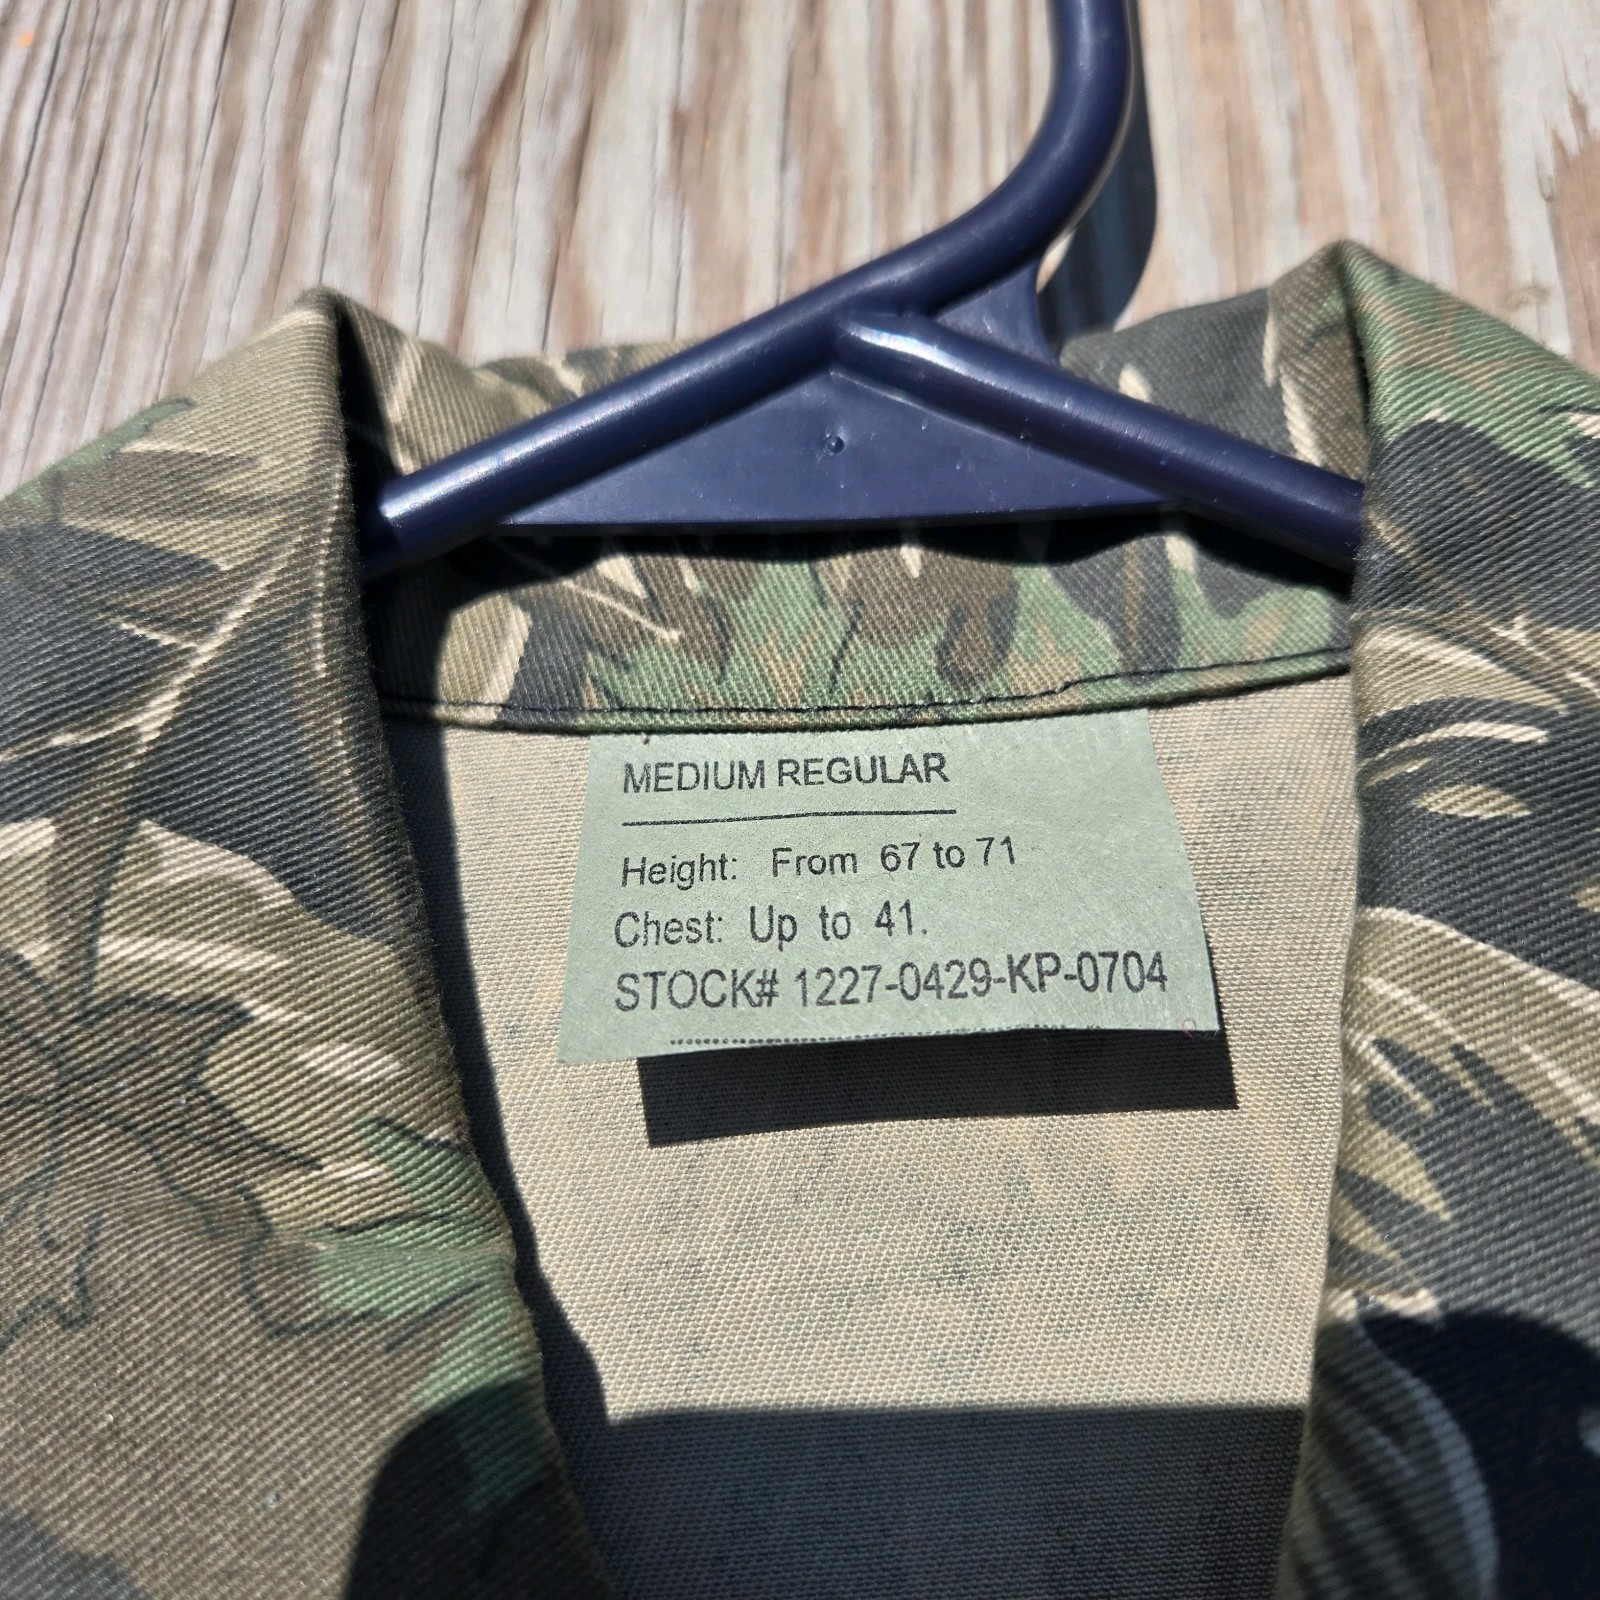 MEDIUM REGULAR
Height: From 67 to 71
Chest: Up to 41.
STOCK# 1227-0429-KP-0704